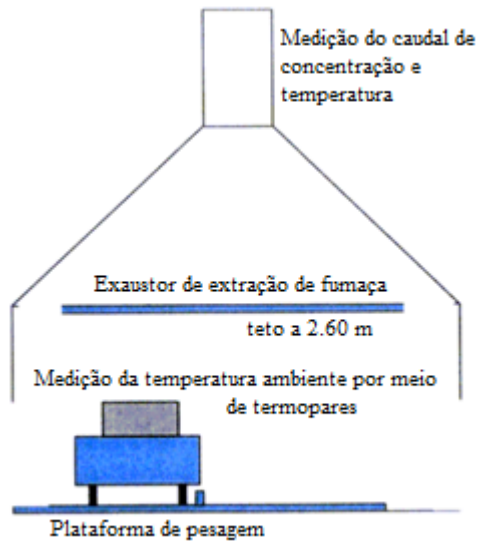 Medição do caudal de
concentração e
temperatura
Exaustor de extração de fumaça
teto a 2.60 m
Medição da temperatura ambiente por meio
de termopares
Plataforma de pesagem